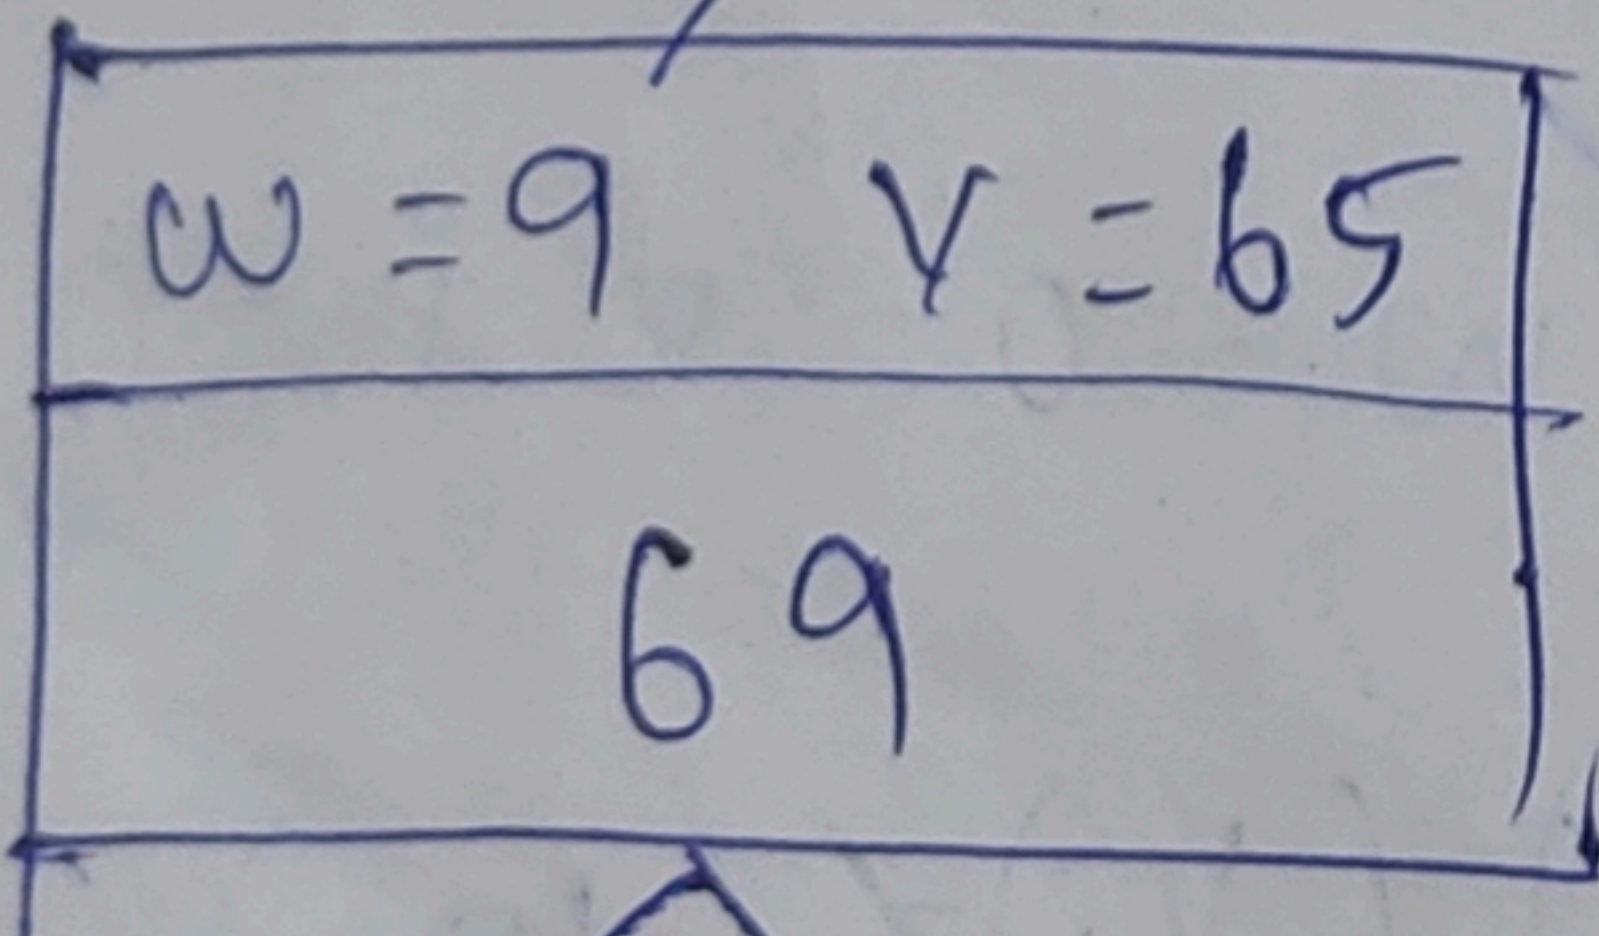 w = 9 v = 65
69